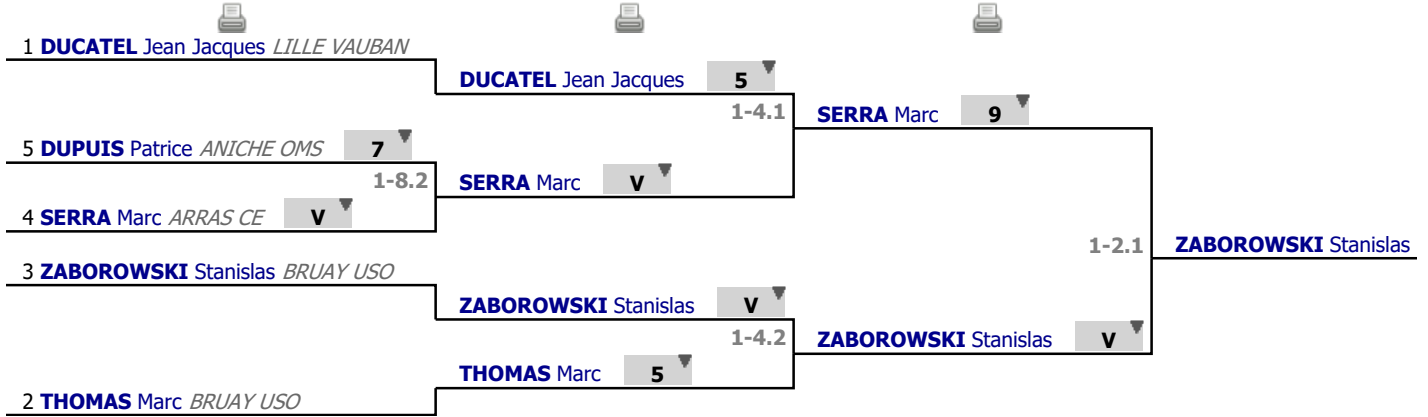 1 DUCATEL Jean Jacques LILLE VAUBAN
5 DUPUIS Patrice ANICHE OMS 7
1-8.2
4 SERRA Marc ARRAS CE V
3 ZABOROWSKI Stanislas BRUAY USO
2 THOMAS Marc BRUAY USO
DUCATEL Jean Jacques 5
1-4.1
SERRA Marc V
ZABOROWSKI Stanislas V
1-4.2
THOMAS Marc 5
SERRA Marc 9
1-2.1
ZABOROWSKI Stanislas V
ZABOROWSKI Stanislas